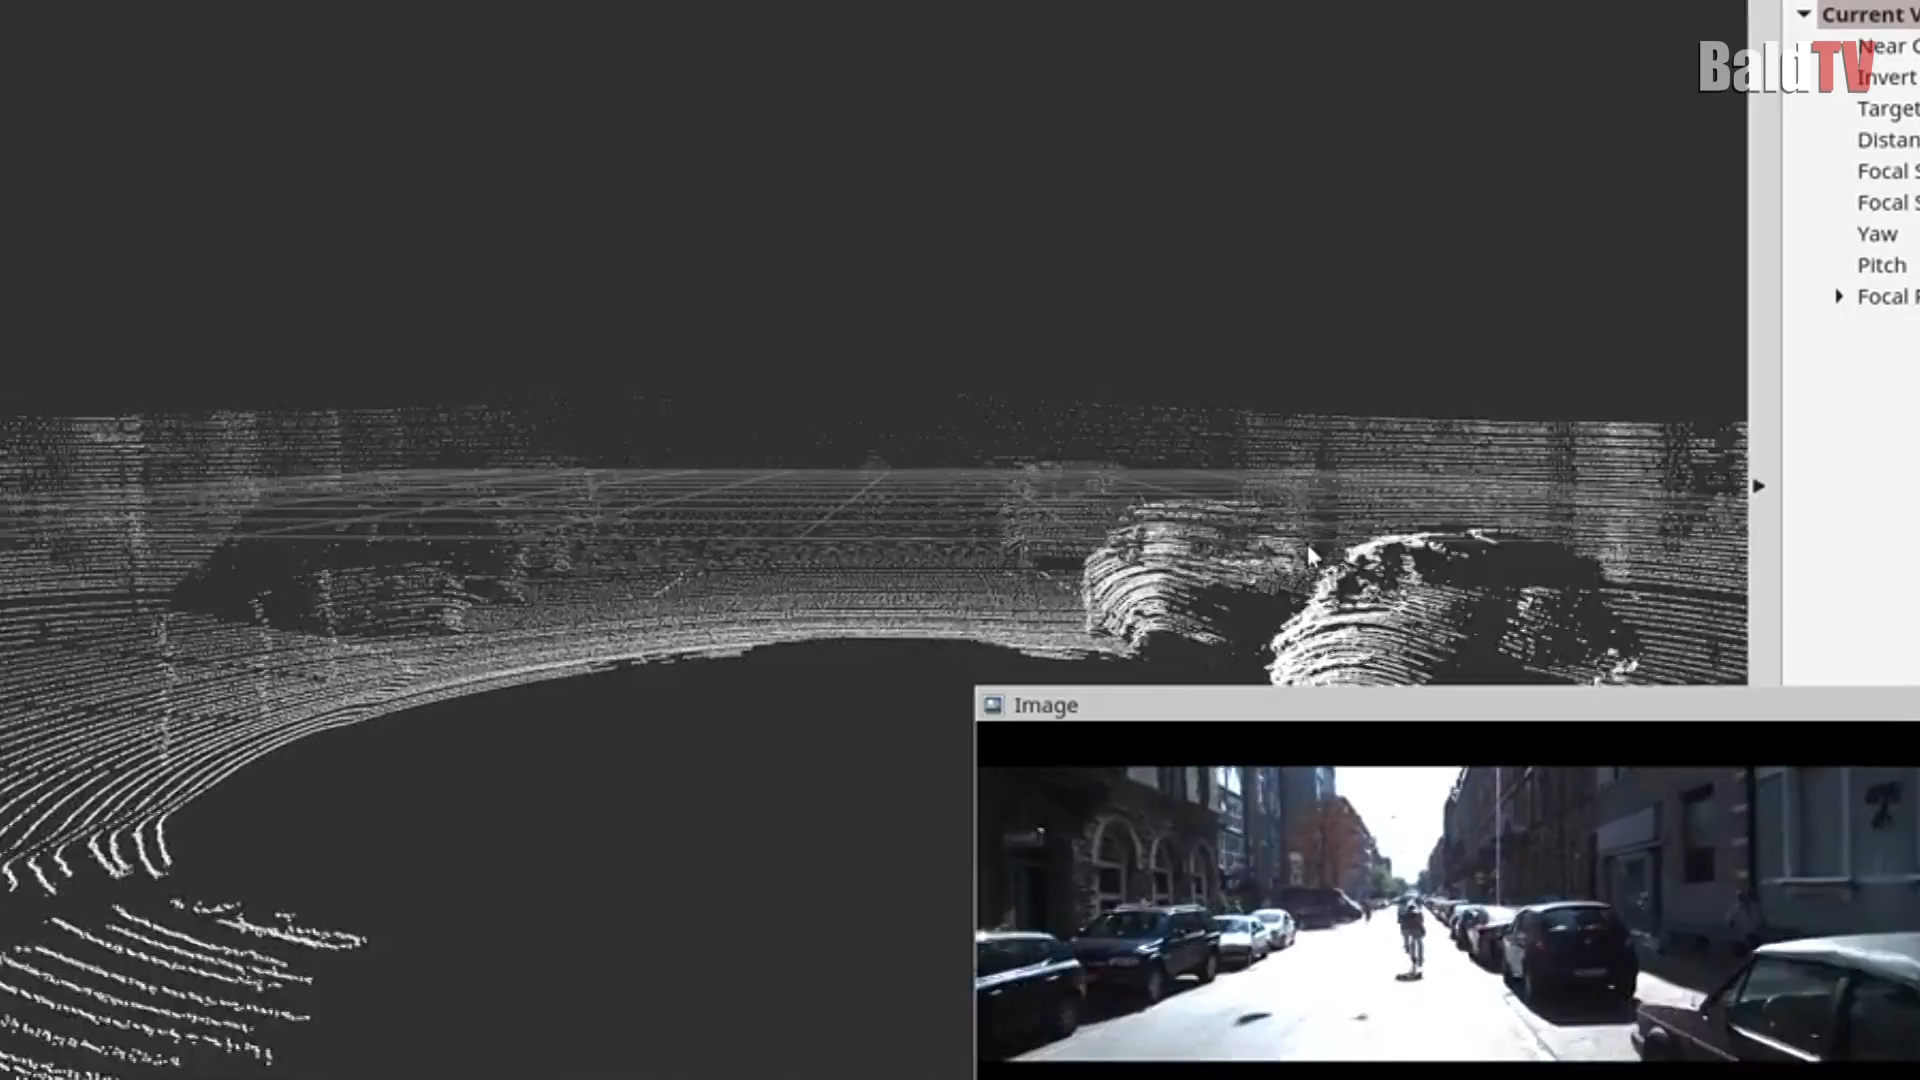 Current V
BaldTV
Near C
Invert
Target
Distan
Focal S
Focal S
Yaw
Pitch
Focal F
Image